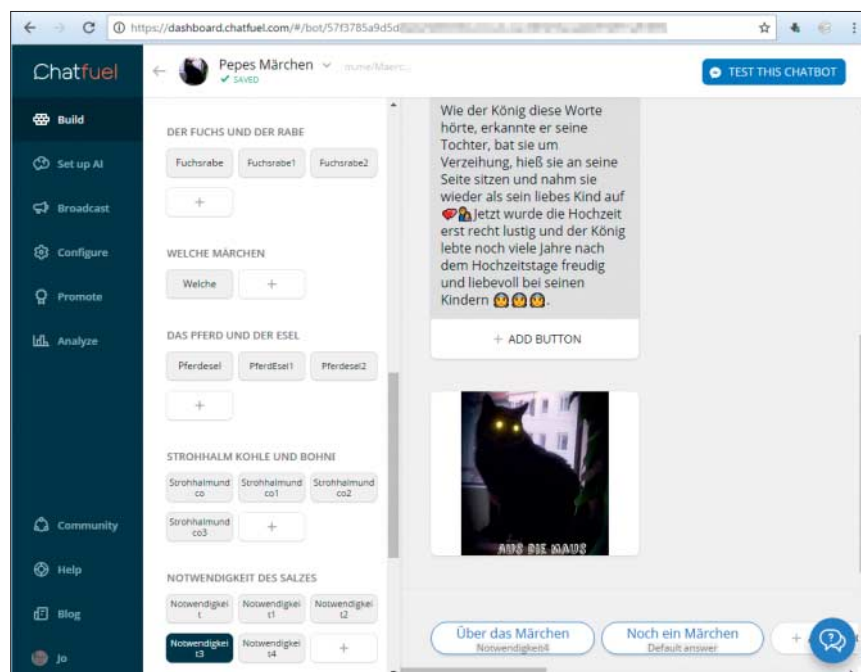 https://dashboard.chatfuel.com/#/bot/57f3785a9d5d
Chatfuel
Pepes Märchen
SAVED
TEST THIS CHATBOT
Build
Set up AI
Broadcast
Configure
Promote
Analyze
Community
Help
Blog
Jo
DER FUCHS UND DER RABE
Fuchsrabe
Fuchsrabe1
Fuchsrabe2
+
WELCHE MÄRCHEN
Welche
+
DAS PFERD UND DER ESEL
Pferdesel
PferdEsel1
Pferdesel2
+
STROHHALM KOHLE UND BOHNI
Strohhalmund
co
Strohhalmund
co1
Strohhalmund
co2
Strohhalmund
co3
+
NOTWENDIGKEIT DES SALZES
Notwendigkei
t
Notwendigkei
t1
Notwendigkei
t2
Notwendigkei
t3
Notwendigkei
t4
+
Wie der König diese Worte
hörte, erkannte er seine
Tochter, bat sie um
Verzeihung, hieß sie an seine
Seite sitzen und nahm sie
wieder als sein liebes Kind auf
Jetzt wurde die Hochzeit
erst recht lustig und der König
lebte noch viele Jahre nach
dem Hochzeitstage freudig
und liebevoll bei seinen
Kindern .
+ ADD BUTTON
AUS DIE MAUS
Über das Märchen
Notwendigkeit4
Noch ein Märchen
Default answer
+